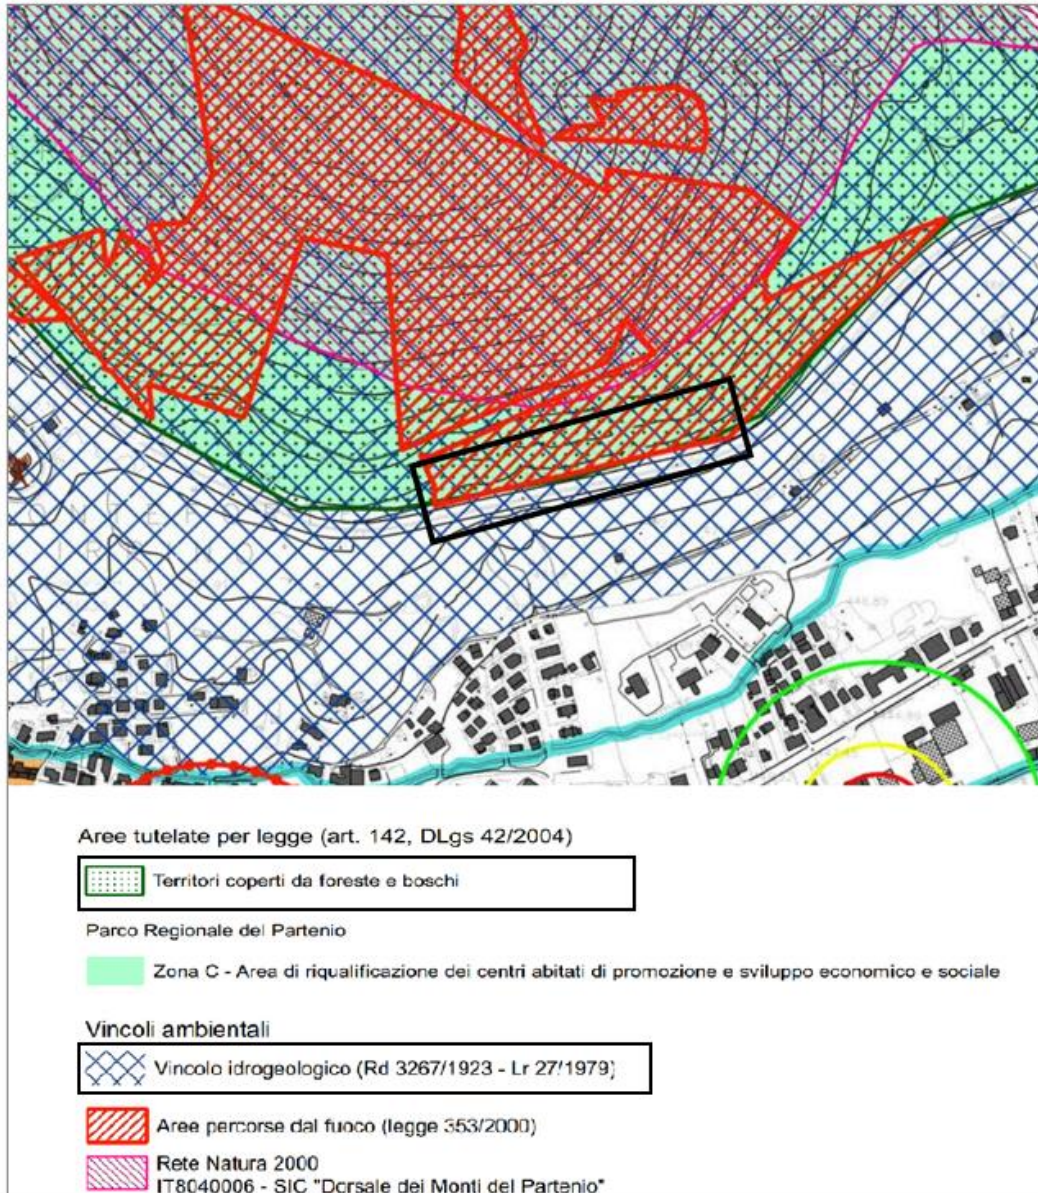 Aree tutelate per legge (art. 142, DLgs 42/2004)
Territori coperti da foreste e boschi
Parco Regionale del Partenio
Zona C - Area di riqualificazione dei centri abitati di promozione e sviluppo economico e sociale
Vincoli ambientali
Vincolo idrogeologico (Rd 3267/1923 - Lr 27/1979)
Aree percorse dal fuoco (legge 353/2000)
Rete Natura 2000
IT8040006 - SIC "Dorsale dei Monti del Partenio"